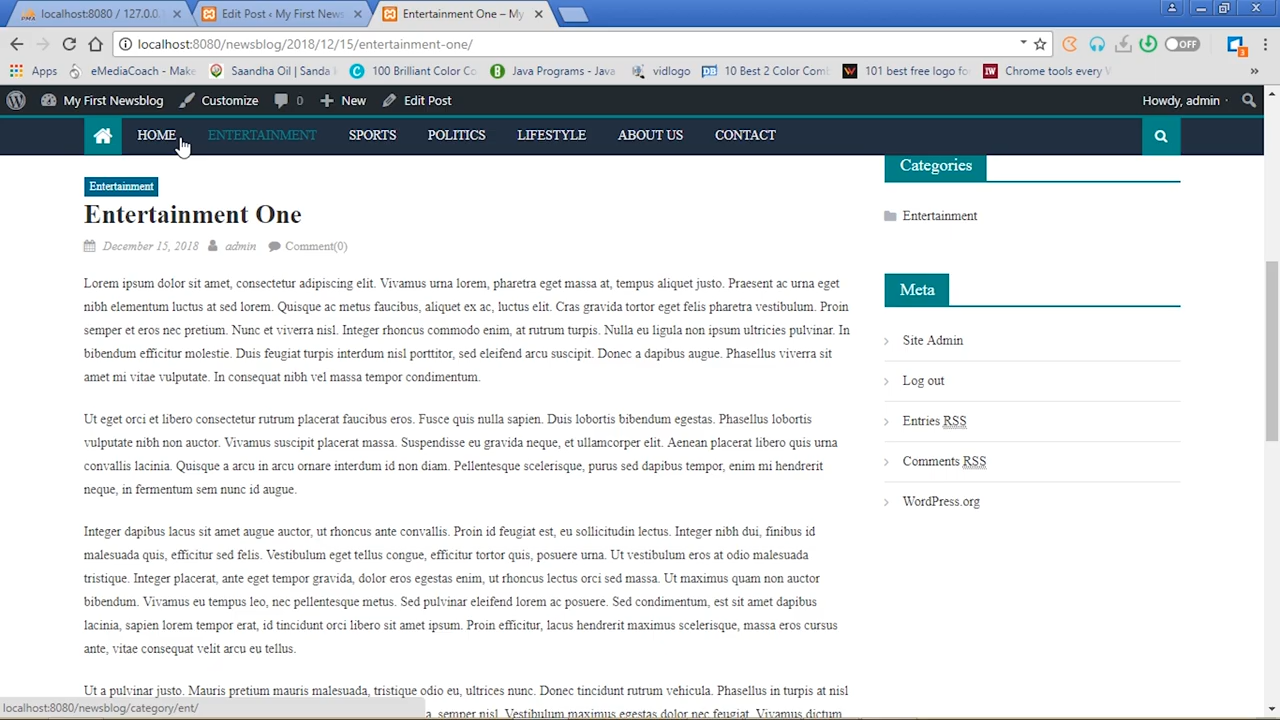 localhost:8080 / 127.0.0.
Edit Post ‹ My First News
Entertainment One – My
localhost:8080/newsblog/2018/12/15/entertainment-one/
OFF
3
Apps
eMediaCoach - Make
Saandha Oil | Sanda
100 Brilliant Color Co
Java Programs - Java
vidlogo
10 Best 2 Color Comb
101 best free logo fo
Chrome tools every W
»
My First Newsblog
Customize
0
New
Edit Post
Howdy, admin
HOME
ENTERTAINMENT
SPORTS
POLITICS
LIFESTYLE
ABOUT US
CONTACT
Entertainment
Entertainment One
December 15, 2018 admin Comment(0)
Lorem ipsum dolor sit amet, consectetur adipiscing elit. Vivamus urna lorem, pharetra eget massa at, tempus aliquet justo. Praesent ac urna eget
nibh elementum luctus at sed lorem. Quisque ac metus faucibus, aliquet ex ac, luctus elit. Cras gravida tortor eget felis pharetra vestibulum. Proin
semper et eros nec pretium. Nunc et viverra nisl. Integer rhoncus commodo enim, at rutrum turpis. Nulla eu ligula non ipsum ultricies pulvinar. In
bibendum efficitur molestie. Duis feugiat turpis interdum nisl porttitor, sed eleifend arcu suscipit. Donec a dapibus augue. Phasellus viverra sit
amet mi vitae vulputate. In consequat nibh vel massa tempor condimentum.
Ut eget orci et libero consectetur rutrum placerat faucibus eros. Fusce quis nulla sapien. Duis lobortis bibendum egestas. Phasellus lobortis
vulputate nibh non auctor. Vivamus suscipit placerat massa. Suspendisse eu gravida neque, et ullamcorper elit. Aenean placerat libero quis urna
convallis lacinia. Quisque a arcu in arcu ornare interdum id non diam. Pellentesque scelerisque, purus sed dapibus tempor, enim mi hendrerit
neque, in fermentum sem nunc id augue.
Integer dapibus lacus sit amet augue auctor, ut rhoncus ante convallis. Proin id feugiat est, eu sollicitudin lectus. Integer nibh dui, finibus id
malesuada quis, efficitur sed felis. Vestibulum eget tellus congue, efficitur tortor quis, posuere urna. Ut vestibulum eros at odio malesuada
tristique. Integer placerat, ante eget tempor gravida, dolor eros egestas enim, ut rhoncus lectus orci sed massa. Ut maximus quam non auctor
bibendum. Vivamus eu tempus leo, nec pellentesque metus. Sed pulvinar eleifend lorem ac posuere. Sed condimentum, est sit amet dapibus
lacinia, sapien lorem tempor erat, id tincidunt orci libero sit amet ipsum. Proin efficitur, lacus hendrerit maximus scelerisque, massa eros cursus
ante, vitae consequat velit arcu eu tellus.
Ut a pulvinar justo. Mauris pretium mauris malesuada, tristique odio eu, ultrices nunc. Donec tincidunt rutrum vehicula. Phasellus in turpis at nisl
a, semper nisl. Vestibulum malesuada nec nec feugiat. Vivamus dictum
Categories
Entertainment
Meta
Site Admin
Log out
Entries RSS
Comments RSS
WordPress.org
localhost:8080/newsblog/category/ent/